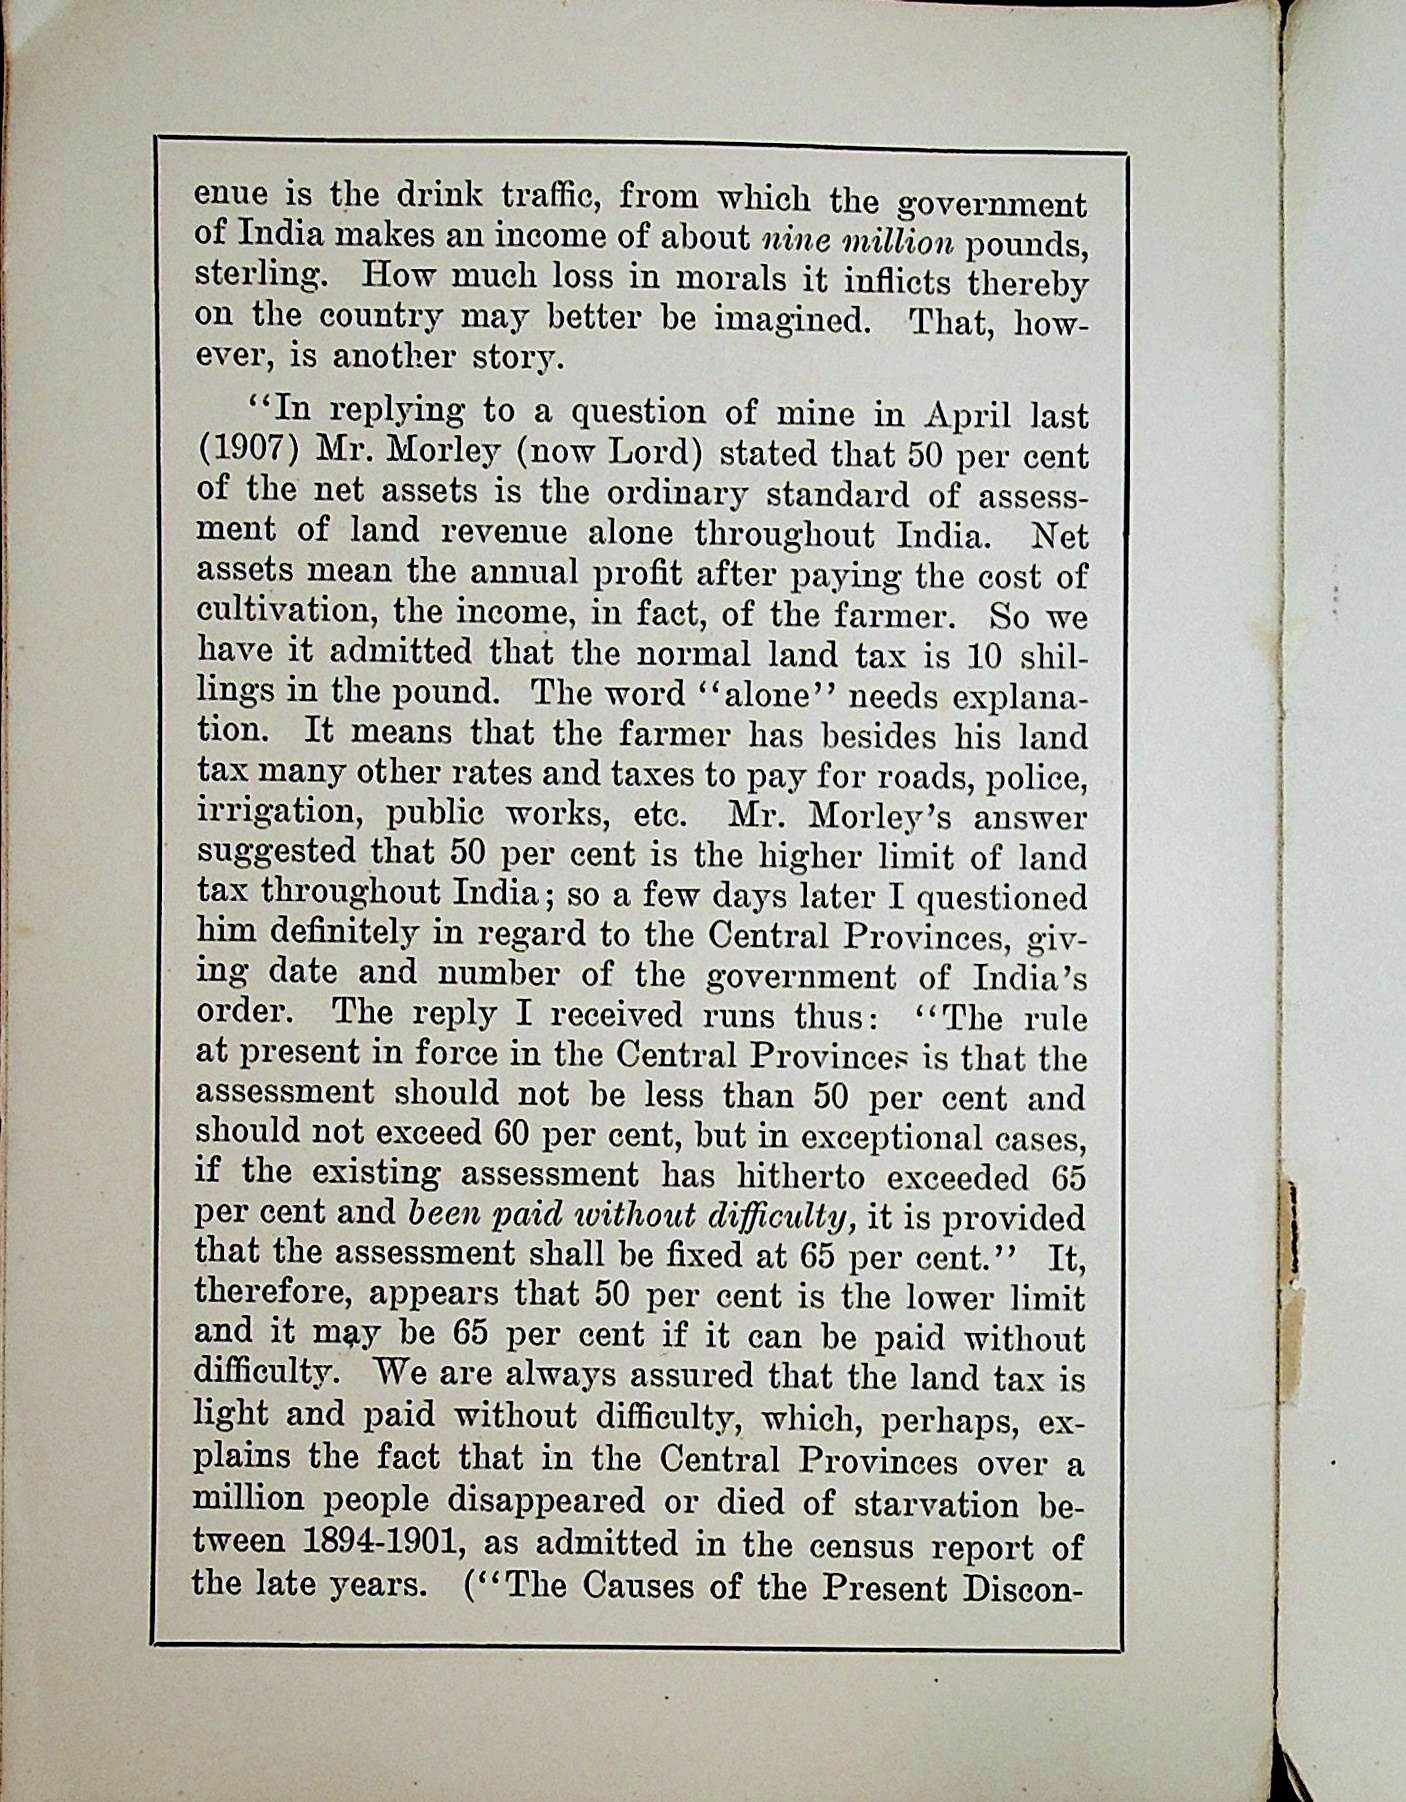 enue is the drink traffic, from which the government
of India makes an income of about nine million pounds,
sterling. How much loss in morals it inflicts thereby
on the country may better be imagined. That, how-
ever, is another story.
“In replying to a question of mine in April last
(1907) Mr. Morley (now Lord) stated that 50 per cent
of the net assets is the ordinary standard of assess-
ment of land revenue alone throughout India. Net
assets mean the annual profit after paying the cost of
cultivation, the income, in fact, of the farmer. So we
have it admitted that the normal land tax is 10 shil-
lings in the pound. The word “alone” needs explana-
tion. It means that the farmer has besides his land
tax many other rates and taxes to pay for roads, police,
irrigation, public works, etc. Mr. Morley’s answer
suggested that 50 per cent is the higher limit of land
tax throughout India; so a few days later I questioned
him definitely in regard to the Central Provinces, giv-
ing date and number of the government of India’s
order. The reply I received runs thus: “The rule
at present in force in the Central Provinces is that the
assessment should not be less than 50 per cent and
should not exceed 60 per cent, but in exceptional cases,
if the existing assessment has hitherto exceeded 65
per cent and been paid without difficulty, it is provided
that the assessment shall be fixed at 65 per cent.” It,
therefore, appears that 50 per cent is the lower limit
and it may be 65 per cent if it can be paid without
difficulty. We are always assured that the land tax is
light and paid without difficulty, which, perhaps, ex-
plains the fact that in the Central Provinces over a
million people disappeared or died of starvation be-
tween 1894-1901, as admitted in the census report of
the late years. (“The Causes of the Present Discon-